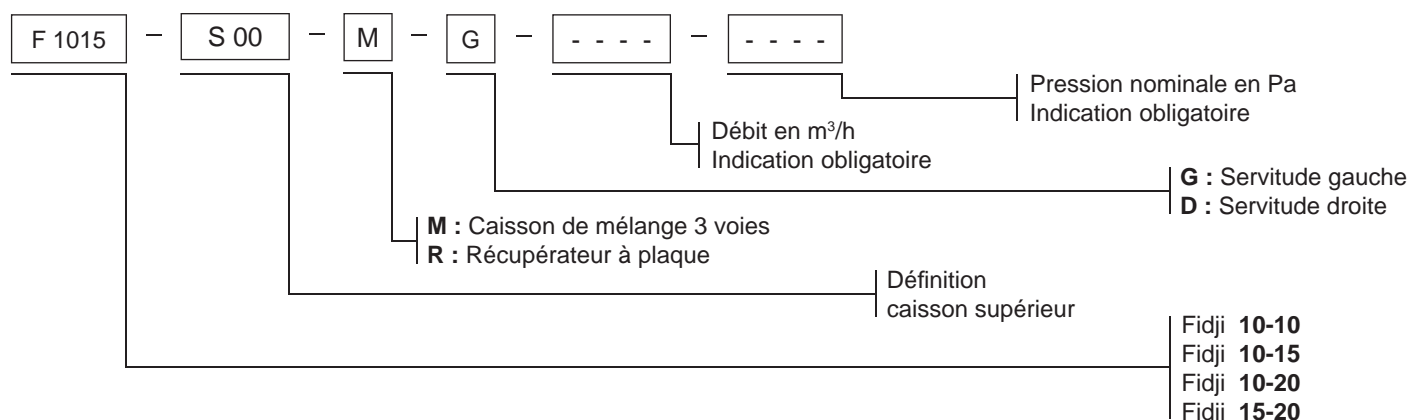 F 1015 – S 00 – M – G – - - - - – - - - -
Pression nominale en Pa
Indication obligatoire
Débit en m³/h
Indication obligatoire
G : Servitude gauche
D : Servitude droite
M : Caisson de mélange 3 voies
R : Récupérateur à plaque
Définition
caisson supérieur
Fidji 10-10
Fidji 10-15
Fidji 10-20
Fidji 15-20